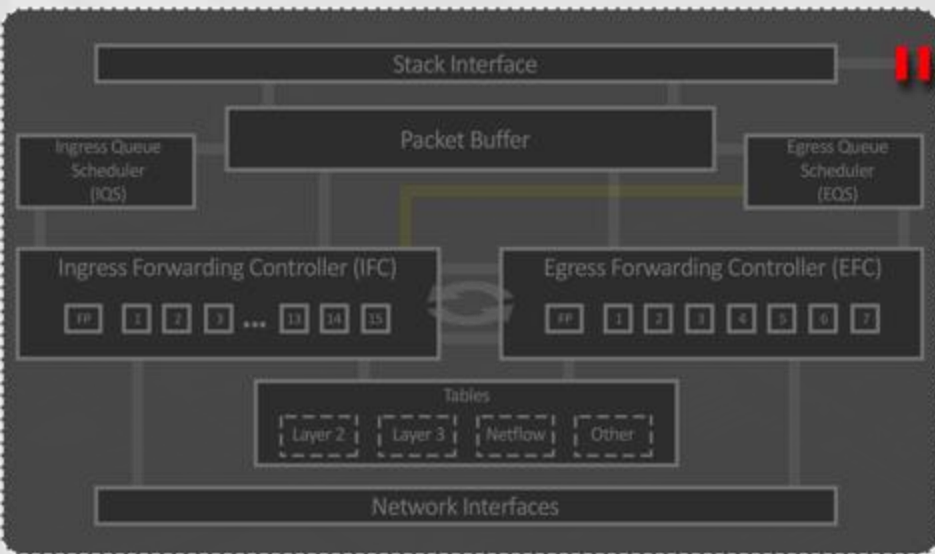 Stack Interface
Packet Buffer
Ingress Queue
Scheduler
(IQS)
Egress Queue
Scheduler
(EQS)
Ingress Forwarding Controller (IFC)
FP 1 2 3 ... 13 14 15
Egress Forwarding Controller (EFC)
FP 1 2 3 4 5 6 7
Tables
Layer 2 Layer 3 Netflow Other
Network Interfaces